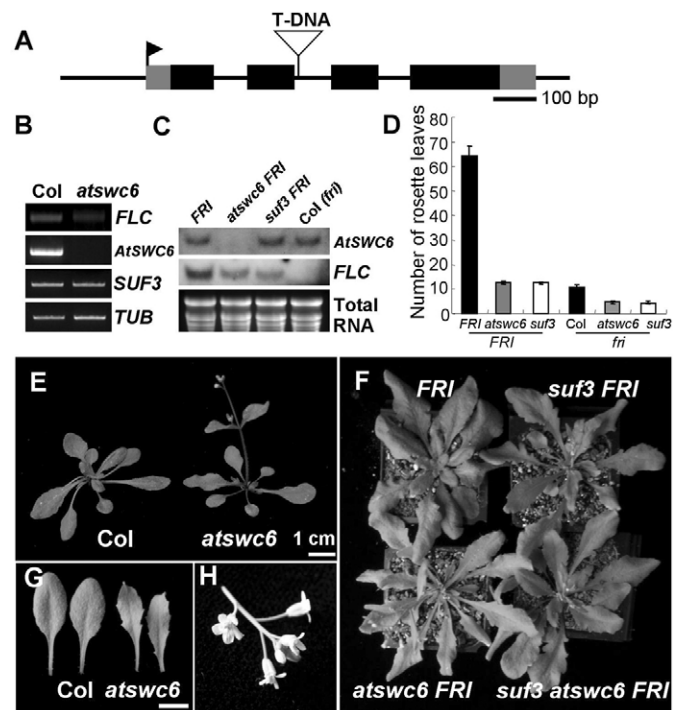 A
T-DNA
100 bp
B
Col atswc6
FLC
AtSWC6
SUF3
TUB
C
FRI
atswc6 FRI
suf3 FRI
Col (fri)
AtSWC6
FLC
Total
RNA
D
Number of rosette leaves
80
70
60
50
40
30
20
10
0
FRI atswc6 suf3 Col atswc6 suf3
FRI fri
E
Col atswc6 1 cm
F
FRI suf3 FRI
atswc6 FRI suf3 atswc6 FRI
G
Col atswc6
H